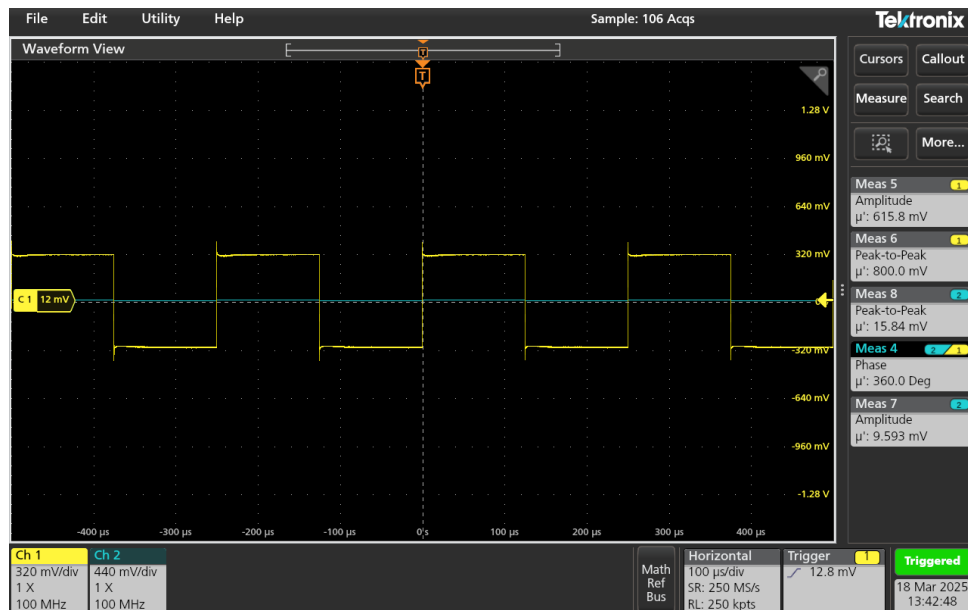 File Edit Utility Help Sample: 106 Acqs Tektronix
Waveform View
T
T
Cursors Callout
Measure Search
More...
1.28 V
960 mV
640 mV
320 mV
C 1 12 mV
-320 mV
-640 mV
-960 mV
-1.28 V
-400 µs -300 µs -200 µs -100 µs 0 s 100 µs 200 µs 300 µs 400 µs
Meas 5 1
Amplitude
µ': 615.8 mV
Meas 6 1
Peak-to-Peak
µ': 800.0 mV
Meas 8 2
Peak-to-Peak
µ': 15.84 mV
Meas 4 2 1
Phase
µ': 360.0 Deg
Meas 7 2
Amplitude
µ': 9.593 mV
Ch 1
320 mV/div
1 X
100 MHz
Ch 2
440 mV/div
1 X
100 MHz
Math
Ref
Bus
Horizontal
100 µs/div
SR: 250 MS/s
RL: 250 kpts
Trigger 1
12.8 mV
Triggered
18 Mar 2025
13:42:48